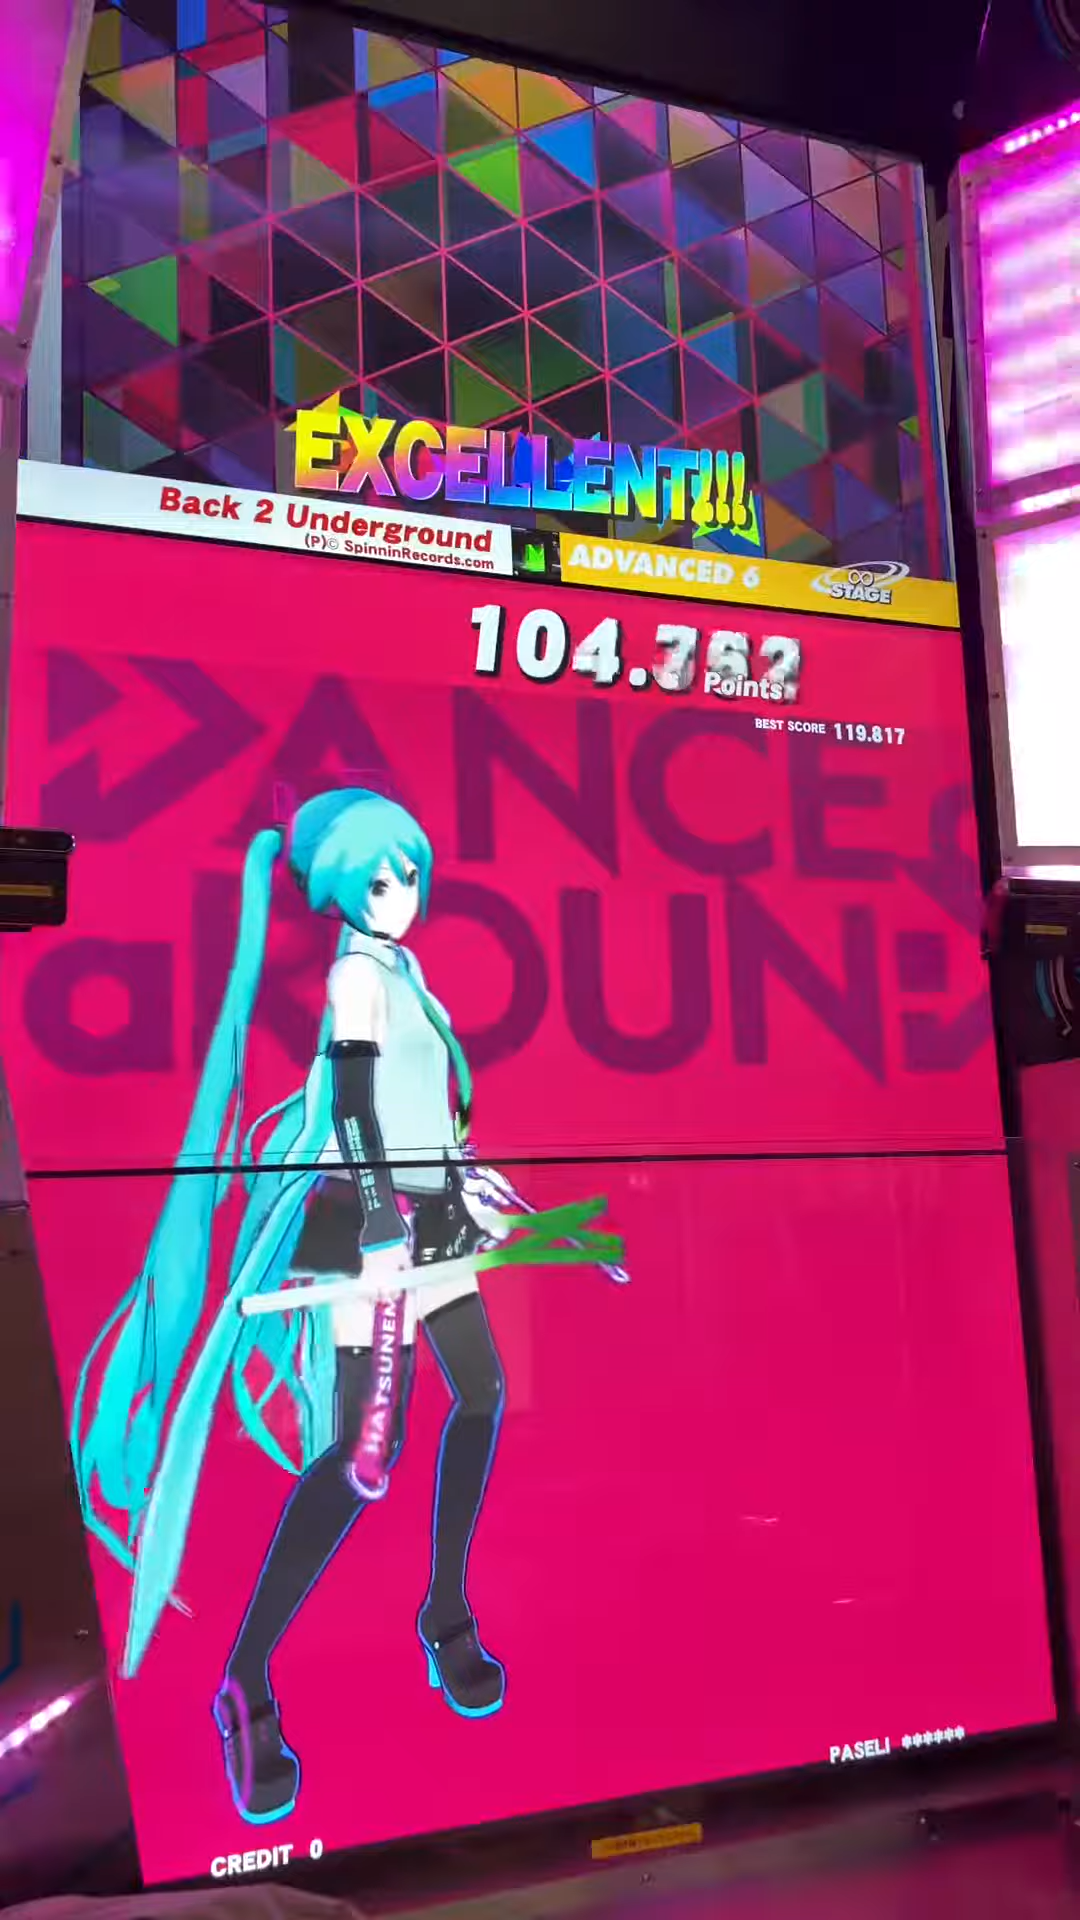 EXCELLENT!!!
Back 2 Underground
(P)© SpinninRecords.com
ADVANCED 6
∞
STAGE
104.
Points
BEST SCORE 119.817
DANCE
aROUND
HATSUNE
PASELI ******
CREDIT 0